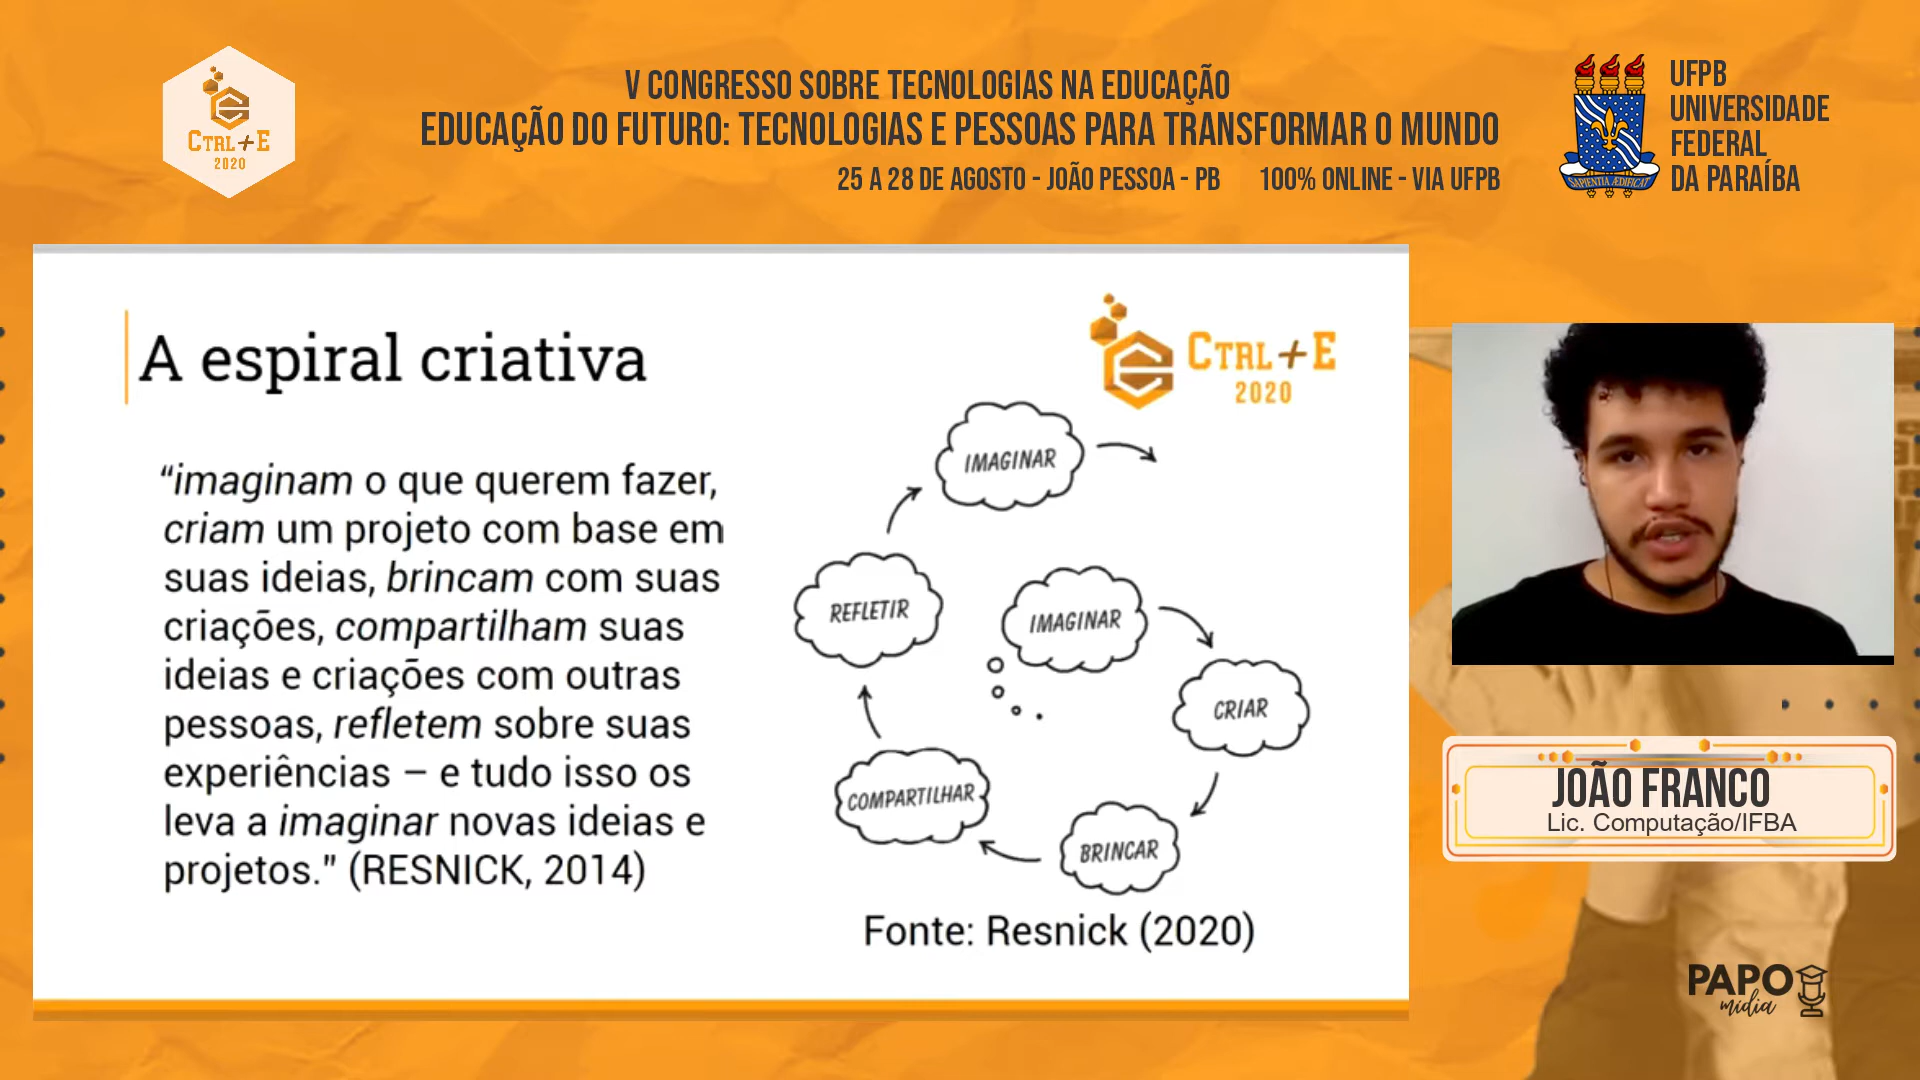 CTRL+E
2020
V CONGRESSO SOBRE TECNOLOGIAS NA EDUCAÇÃO
EDUCAÇÃO DO FUTURO: TECNOLOGIAS E PESSOAS PARA TRANSFORMAR O MUNDO
25 A 28 DE AGOSTO - JOÃO PESSOA - PB 100% ONLINE - VIA UFPB
SAPIENTIA ÆDIFICAT
UFPB
UNIVERSIDADE
FEDERAL
DA PARAÍBA
A espiral criativa
CTRL+E
2020
“imaginam o que querem fazer,
criam um projeto com base em
suas ideias, brincam com suas
criações, compartilham suas
ideias e criações com outras
pessoas, refletem sobre suas
experiências – e tudo isso os
leva a imaginar novas ideias e
projetos.” (RESNICK, 2014)
IMAGINAR
REFLETIR
IMAGINAR
CRIAR
COMPARTILHAR
BRINCAR
Fonte: Resnick (2020)
JOÃO FRANCO
Lic. Computação/IFBA
PAPO
mídia